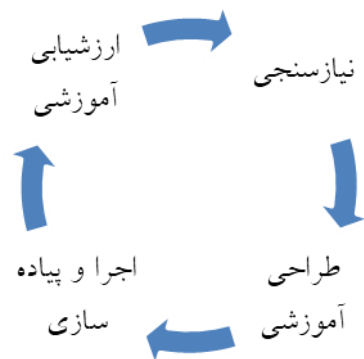 نیازسنجی
طراحی
آموزشی
اجرا و پیاده
سازی
ارزشیابی
آموزشی